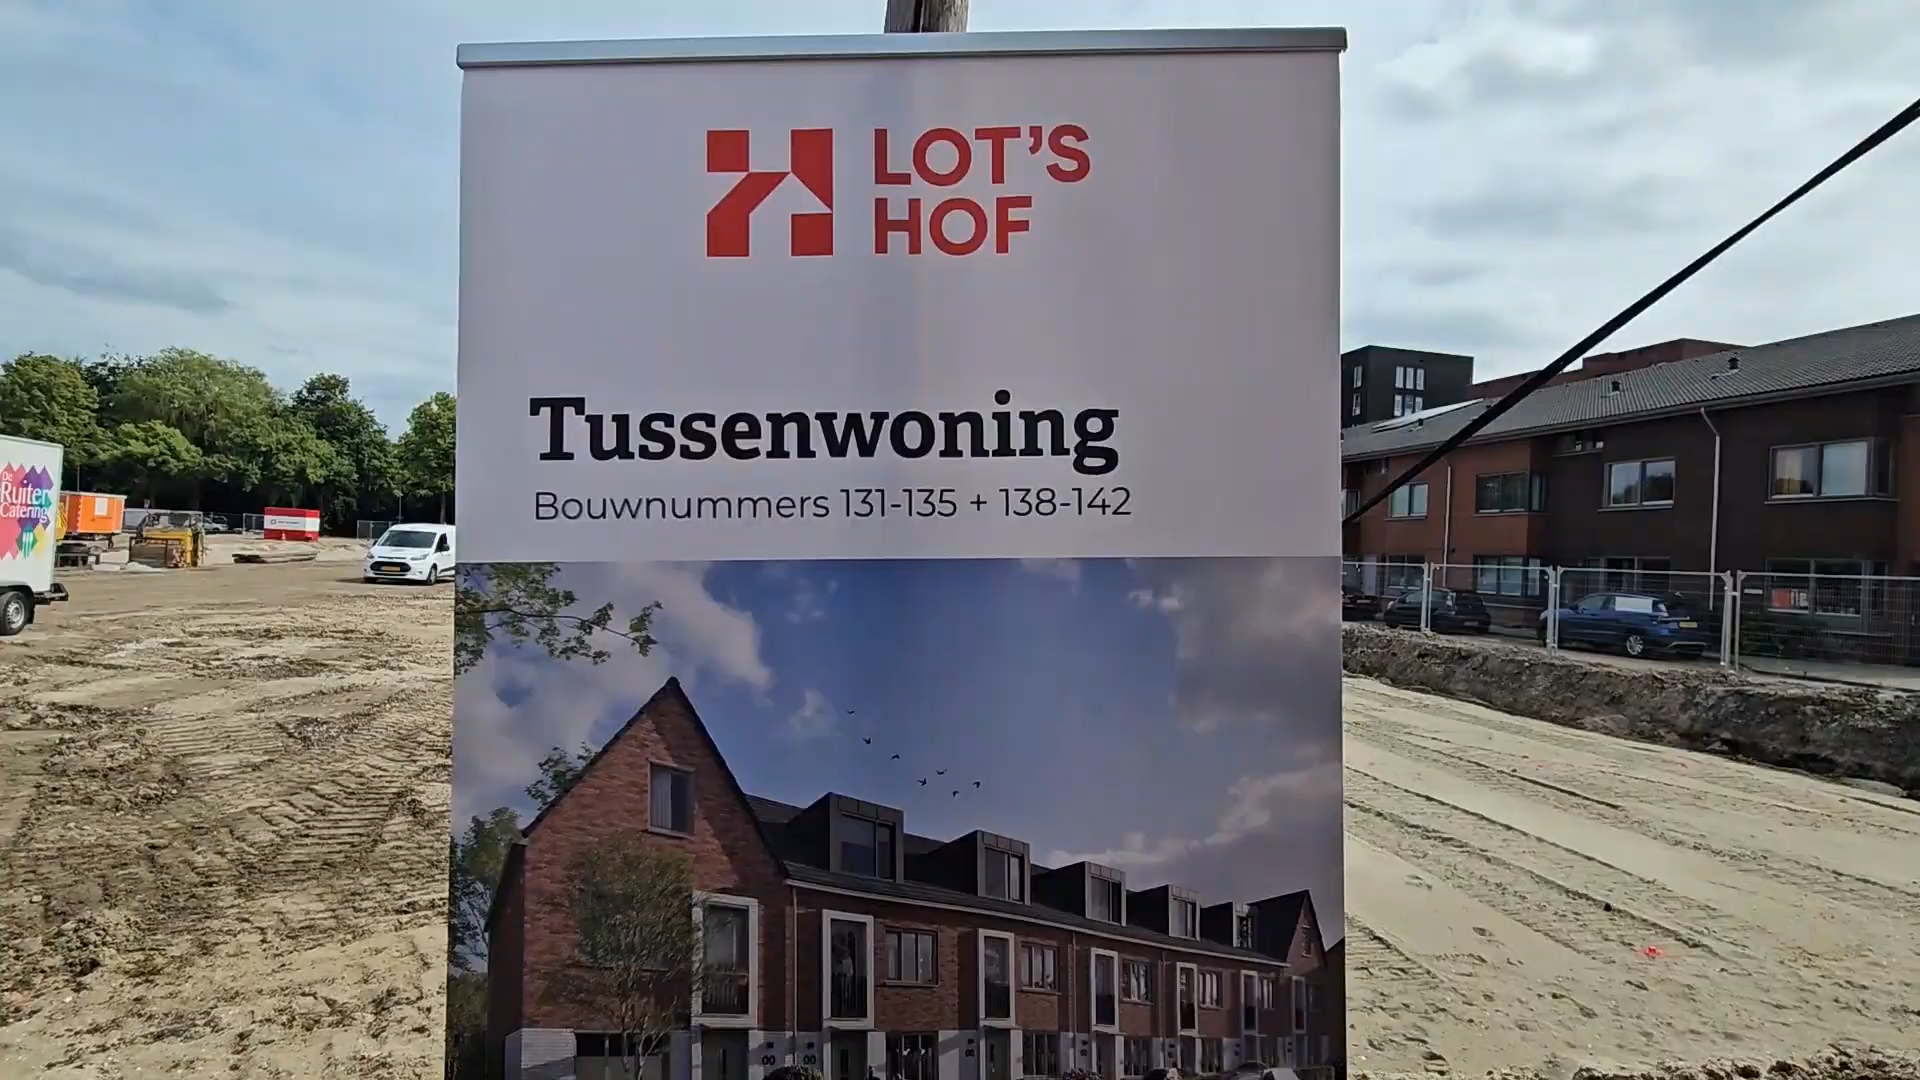 LOT'S
HOF
Tussenwoning
Bouwnummers 131-135 + 138-142
De
Ruiter
Catering